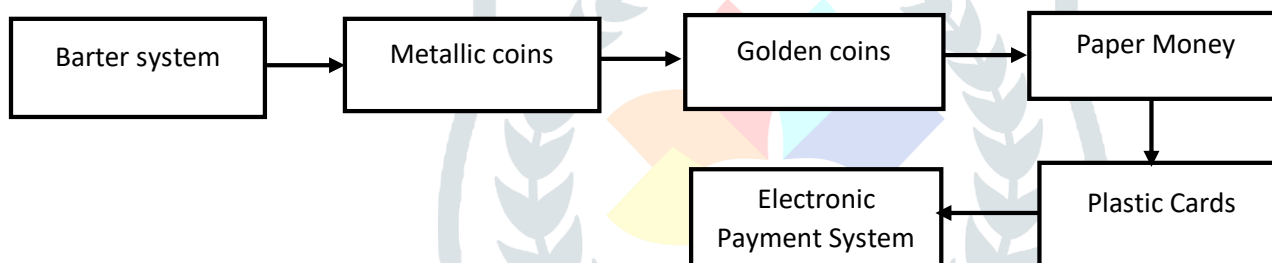 Barter system
Metallic coins
Golden coins
Paper Money
Plastic Cards
Electronic
Payment System